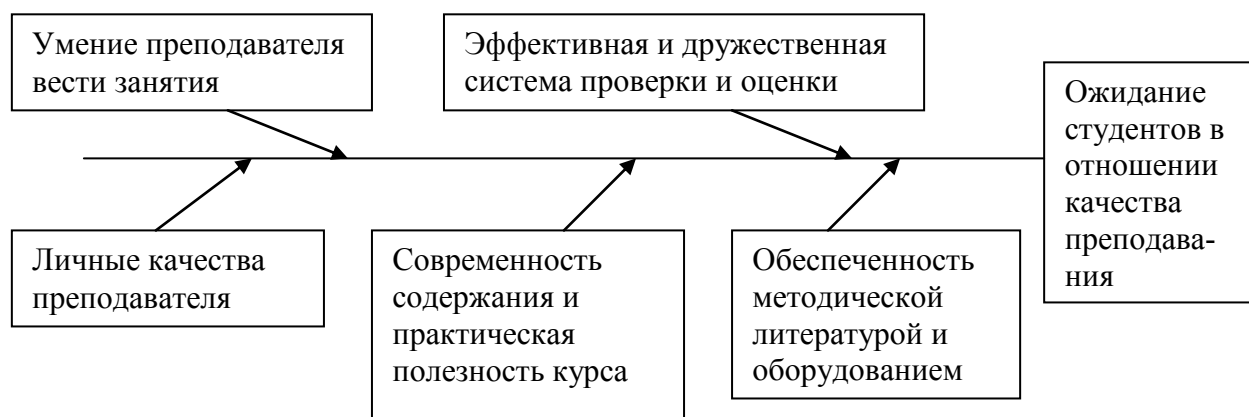 Умение преподавателя
вести занятия
Эффективная и дружественная
система проверки и оценки
Ожидание
студентов в
отношении
качества
преподава-
ния
Личные качества
преподавателя
Современность
содержания и
практическая
полезность курса
Обеспеченность
методической
литературой и
оборудованием